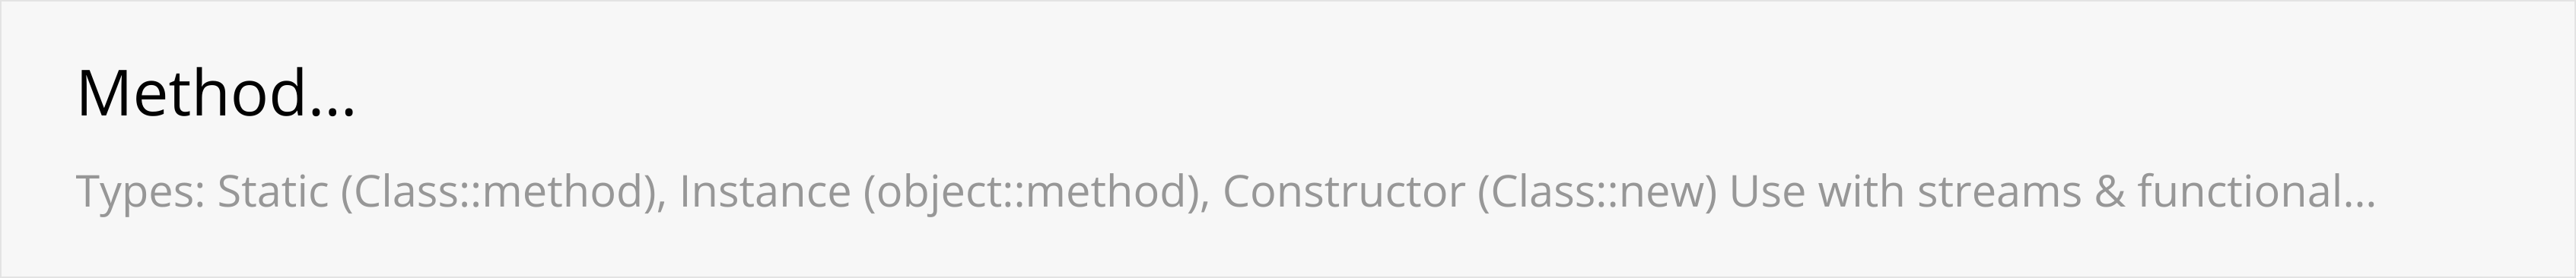 Method...
Types: Static (Class::method), Instance (object::method), Constructor (Class::new) Use with streams & functional...